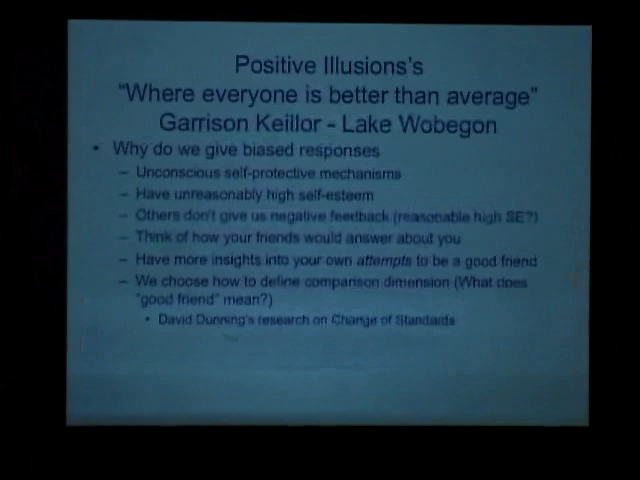 Positive Illusions's
"Where everyone is better than average"
Garrison Keillor - Lake Wobegon
• Why do we give biased responses
– Unconscious self-protective mechanisms
– Have unreasonably high self-esteem
– Others don't give us negative feedback (reasonable high SE?)
– Think of how your friends would answer about you
– Have more insights into your own attempts to be a good friend
– We choose how to define comparison dimension (What does
"good friend" mean?)
• David Dunning's research on Change of Standards